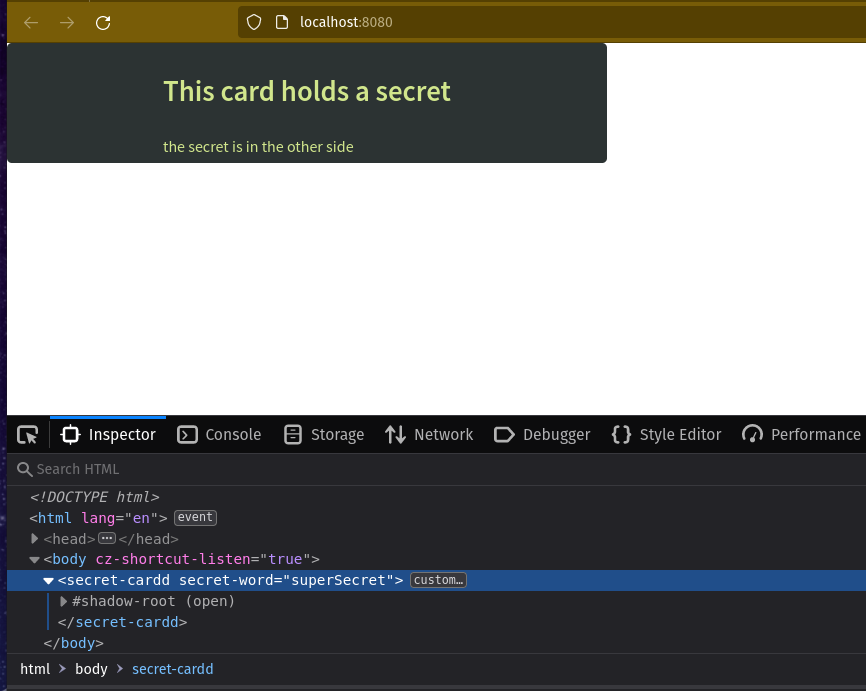 localhost:8080
This card holds a secret
the secret is in the other side
Inspector Console Storage Network Debugger Style Editor Performance
Search HTML
<!DOCTYPE html>
<html lang="en"> event
<head> ••• </head>
<body cz-shortcut-listen="true">
<secret-cardd secret-word="superSecret"> custom…
#shadow-root (open)
</secret-cardd>
</body>
html > body > secret-cardd